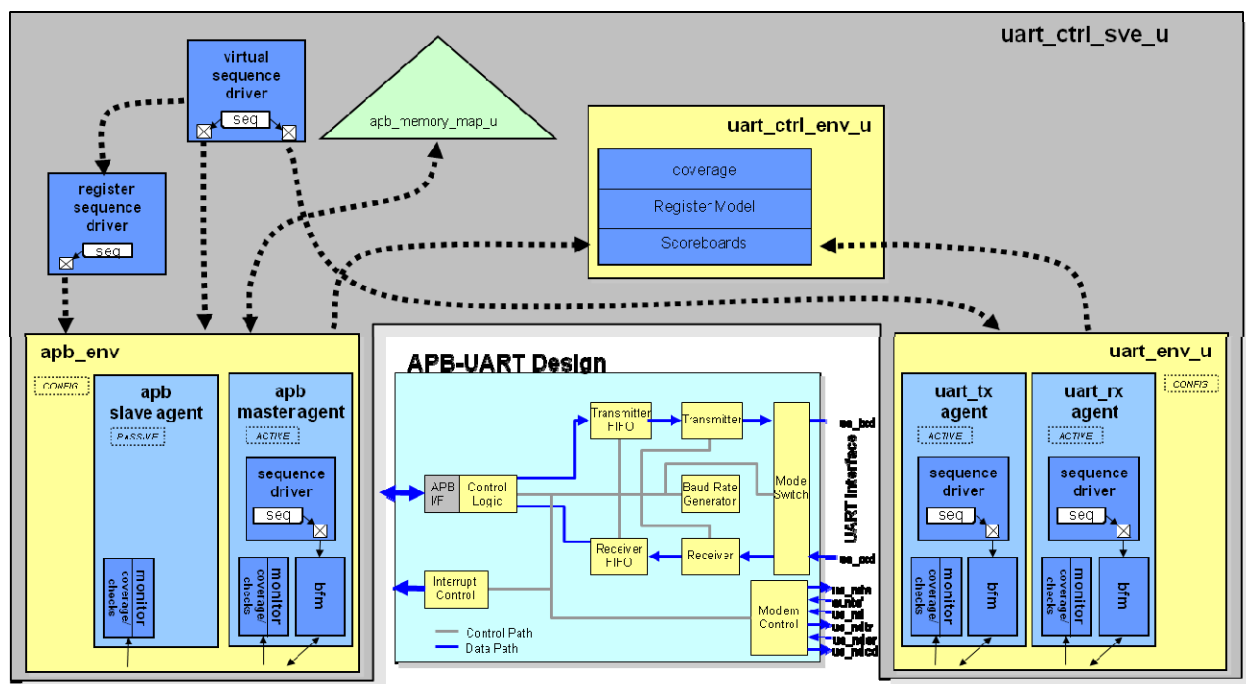 uart_ctrl_sve_u
virtual
sequence
driver
seq
apb_memory_map_u
register
sequence
driver
seq
uart_ctrl_env_u
coverage
Register Model
Scoreboards
apb_env
CONFIG
apb
slave agent
PASSIVE
monitor
coverage/
checks
apb
master agent
ACTIVE
sequence
driver
seq
monitor
coverage/
checks
bfm
APB-UART Design
Transmitter
FIFO
Transmitter
APB
I/F
Control
Logic
Baud Rate
Generator
Mode
Switch
Receiver
FIFO
Receiver
Interrupt
Control
Modem
Control
Control Path
Data Path
UART Interface
uart_env_u
CONFIG
uart_tx
agent
ACTIVE
sequence
driver
seq
monitor
coverage/
checks
bfm
uart_rx
agent
ACTIVE
sequence
driver
seq
monitor
coverage/
checks
bfm